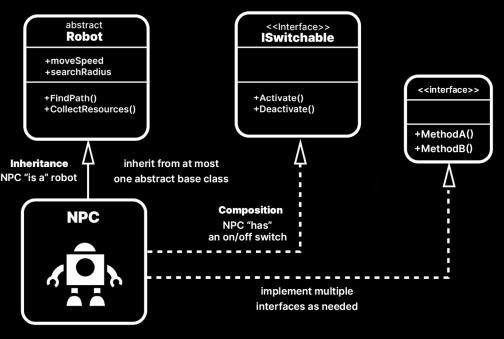 abstract
Robot
+moveSpeed
+searchRadius
+FindPath()
+CollectResources()
<<Interface>>
ISwitchable
+Activate()
+Deactivate()
<<interface>>
+MethodA()
+MethodB()
Inheritance
NPC “is a” robot
inherit from at most
one abstract base class
NPC
Composition
NPC “has”
an on/off switch
implement multiple
interfaces as needed